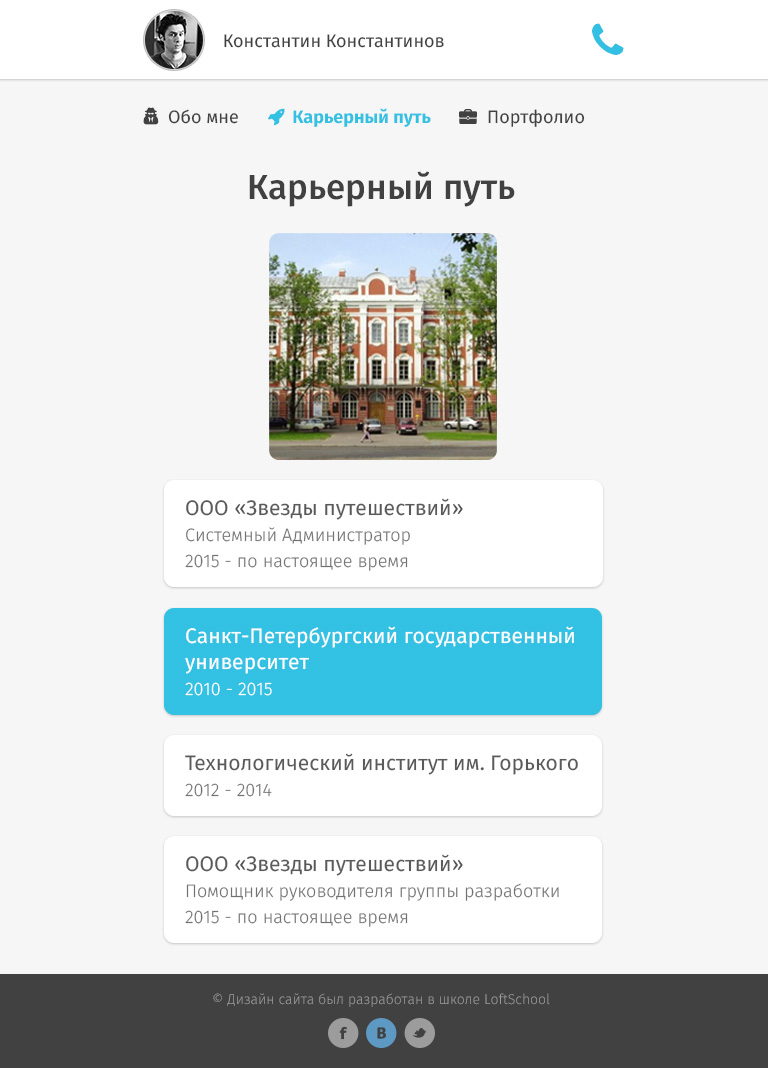 Константин Константинов
Обо мне
Карьерный путь
Портфолио
Карьерный путь
ООО «Звезды путешествий»
Системный Администратор
2015 - по настоящее время
Санкт-Петербургский государственный
университет
2010 - 2015
Технологический институт им. Горького
2012 - 2014
ООО «Звезды путешествий»
Помощник руководителя группы разработки
2015 - по настоящее время
© Дизайн сайта был разработан в школе LoftSchool
f
B